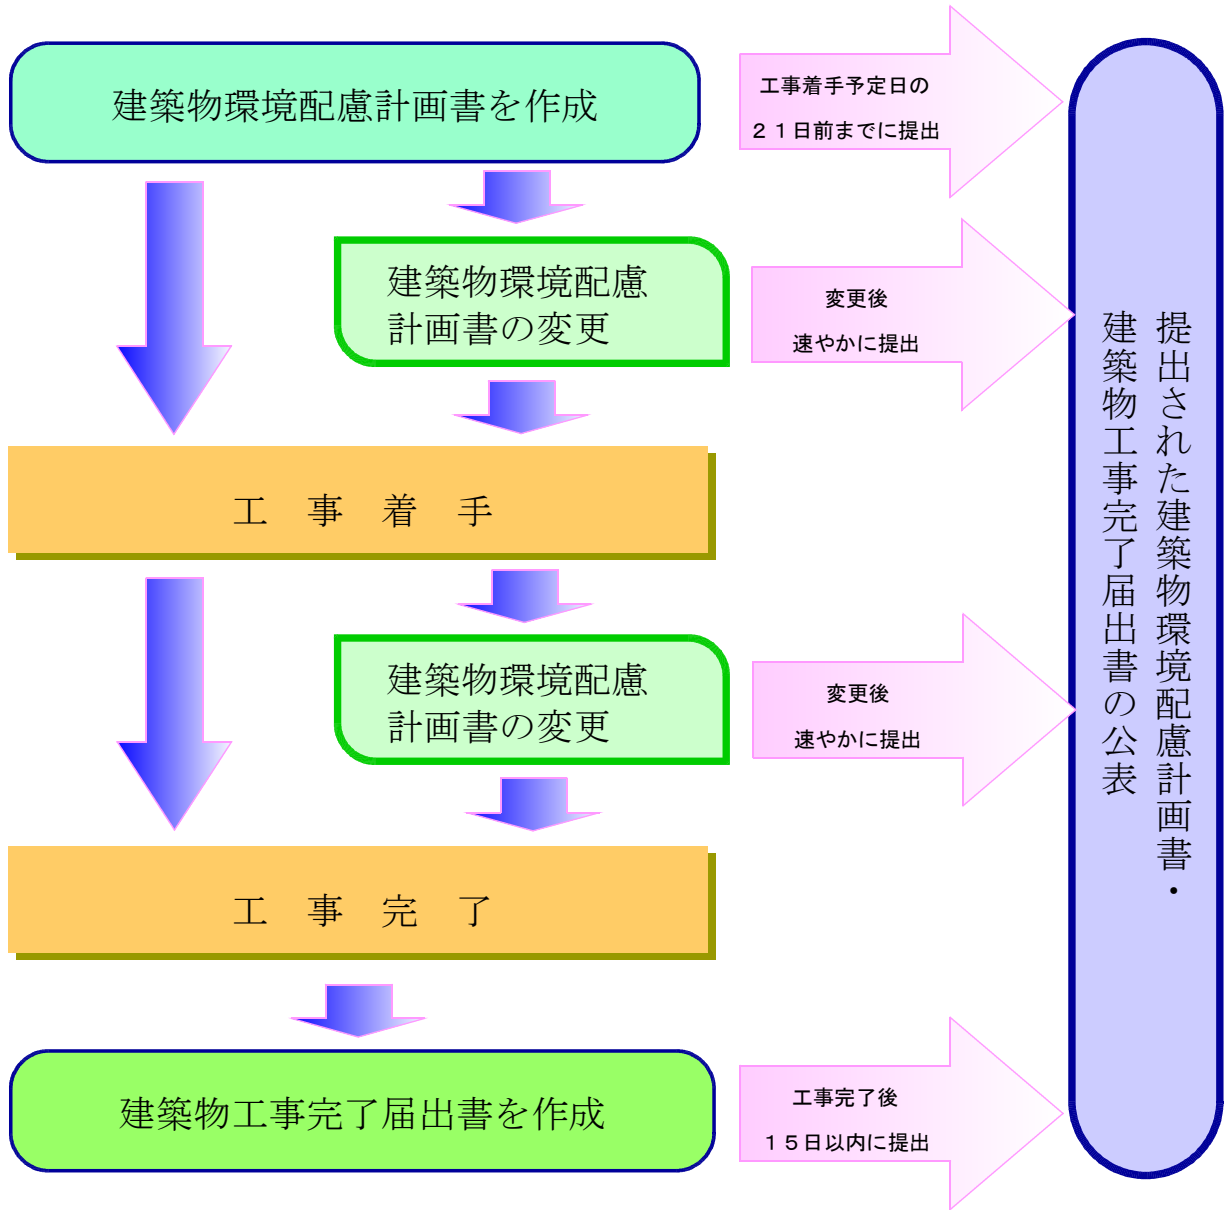 建築物環境配慮計画書を作成
工事着手予定日の
２１日前までに提出
建築物環境配慮
計画書の変更
変更後
速やかに提出
工　事　着　手
建築物環境配慮
計画書の変更
変更後
速やかに提出
工　事　完　了
建築物工事完了届出書を作成
工事完了後
１５日以内に提出
提出された建築物環境配慮計画書・
建築物工事完了届出書の公表